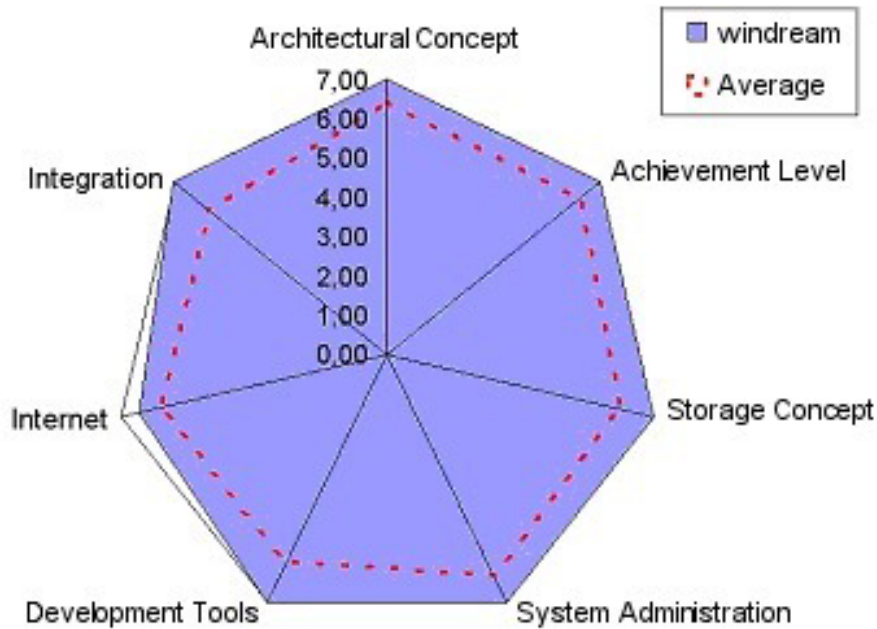 Architectural Concept
windream
Average
7,00
6,00
5,00
4,00
3,00
2,00
1,00
0,00
Integration
Achievement Level
Internet
Storage Concept
Development Tools
System Administration